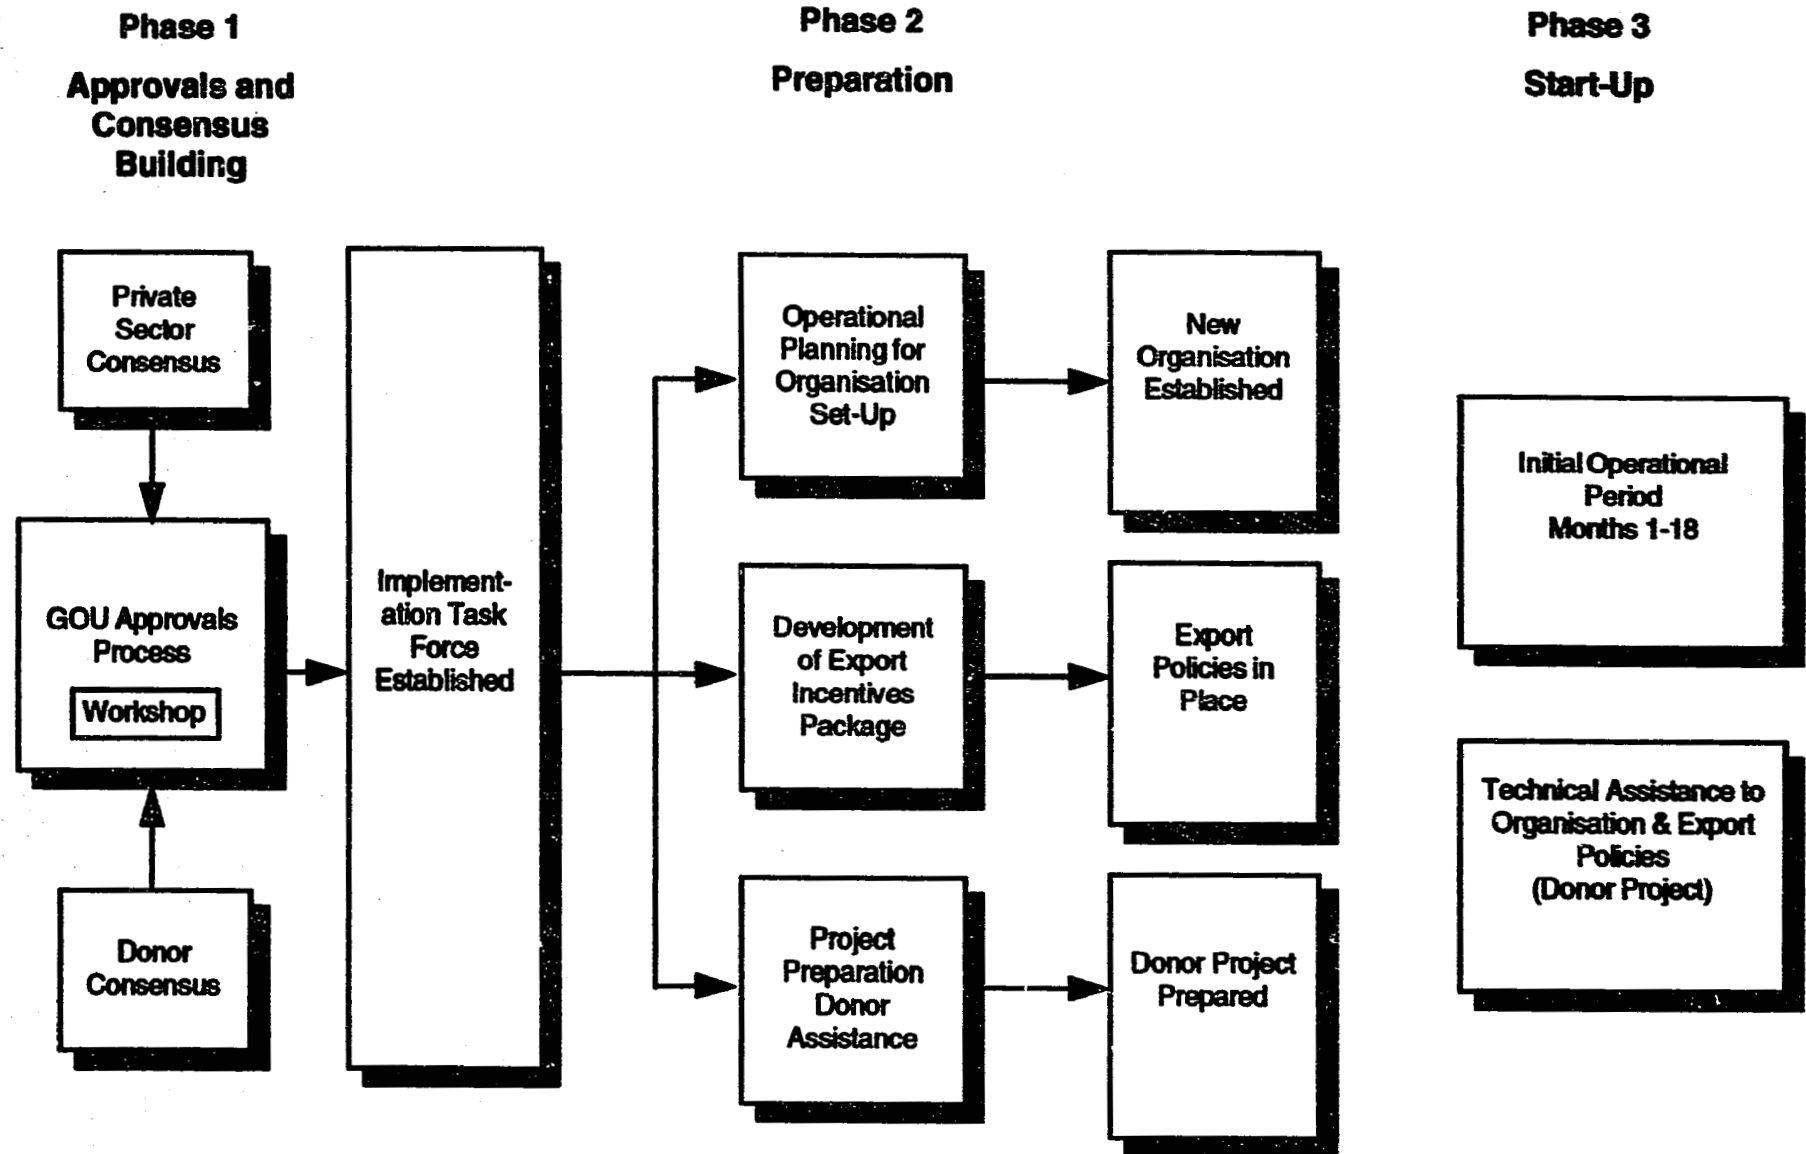 Phase 1
Approvals and
Consensus
Building
Phase 2
Preparation
Phase 3
Start-Up
Private
Sector
Consensus
GOU Approvals
Process
Workshop
Donor
Consensus
Implement-
ation Task
Force
Established
Operational
Planning for
Organisation
Set-Up
New
Organisation
Established
Development
of Export
Incentives
Package
Export
Policies in
Place
Project
Preparation
Donor
Assistance
Donor Project
Prepared
Initial Operational
Period
Months 1-18
Technical Assistance to
Organisation & Export
Policies
(Donor Project)